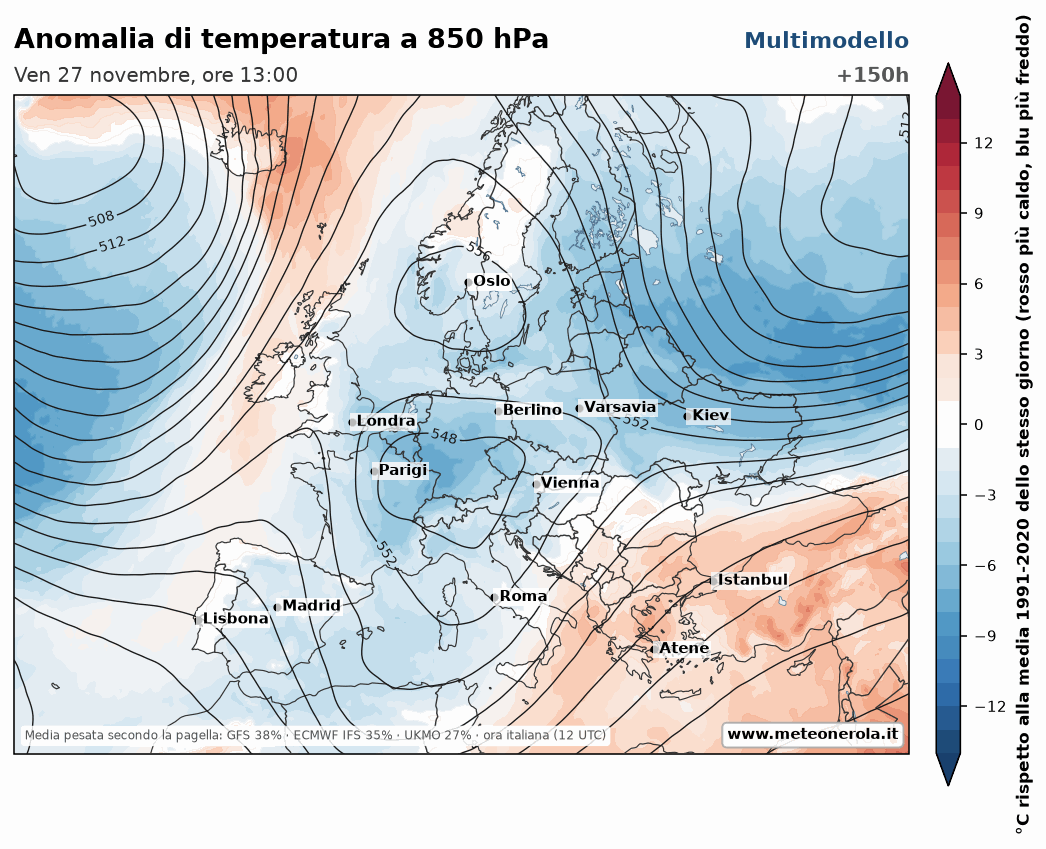 Anomalia di temperatura a 850 hPa
Multimodello
Ven 27 novembre, ore 13:00
+150h
512
508
512
556
Oslo
Berlino
Varsavia
Kiev
Londra
552
548
Parigi
Vienna
552
Istanbul
Roma
Madrid
Lisbona
Atene
Media pesata secondo la pagella: GFS 38% · ECMWF IFS 35% · UKMO 27% · ora italiana (12 UTC)
www.meteonerola.it
12
9
6
3
0
−3
−6
−9
−12
°C rispetto alla media 1991-2020 dello stesso giorno (rosso più caldo, blu più freddo)